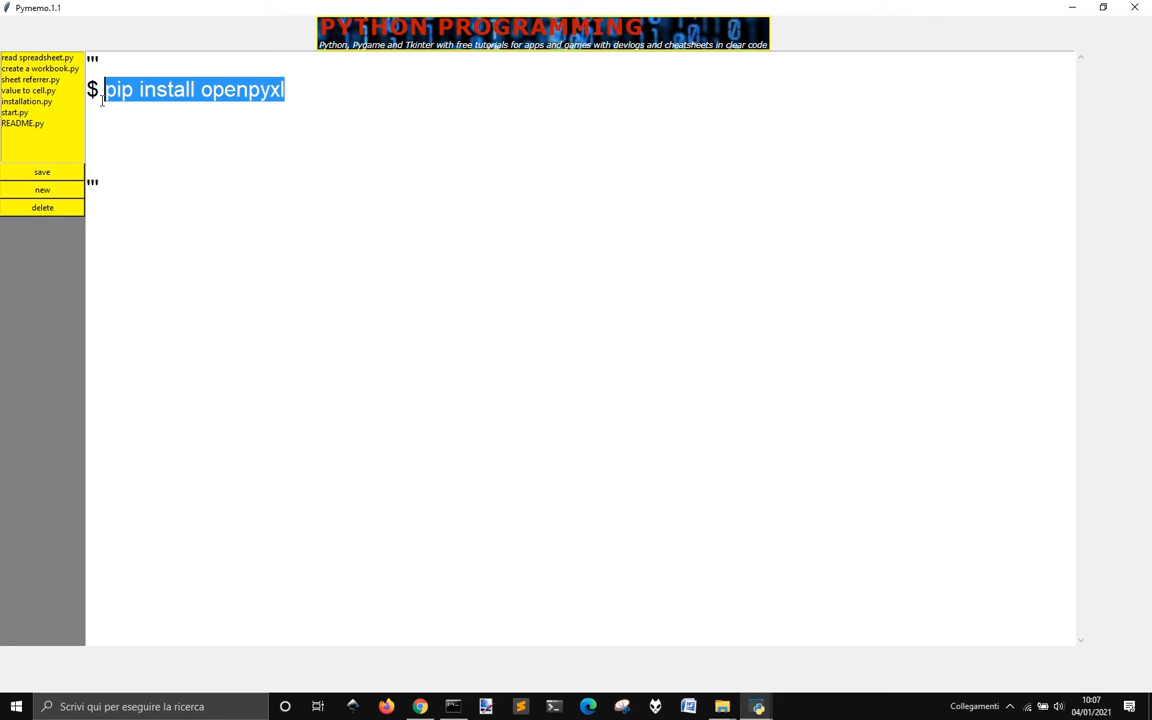 Pymemo.1.1
PYTHON PROGRAMMING
Python, Pygame and Tkinter with free tutorials for apps and games with devlogs and cheatsheets in clear code
read spreadsheet.py
create a workbook.py
sheet referrer.py
value to cell.py
installation.py
start.py
README.py
save
new
delete
'''
$ pip install openpyxl
'''
Scrivi qui per eseguire la ricerca
Collegamenti
10:07
04/01/2021